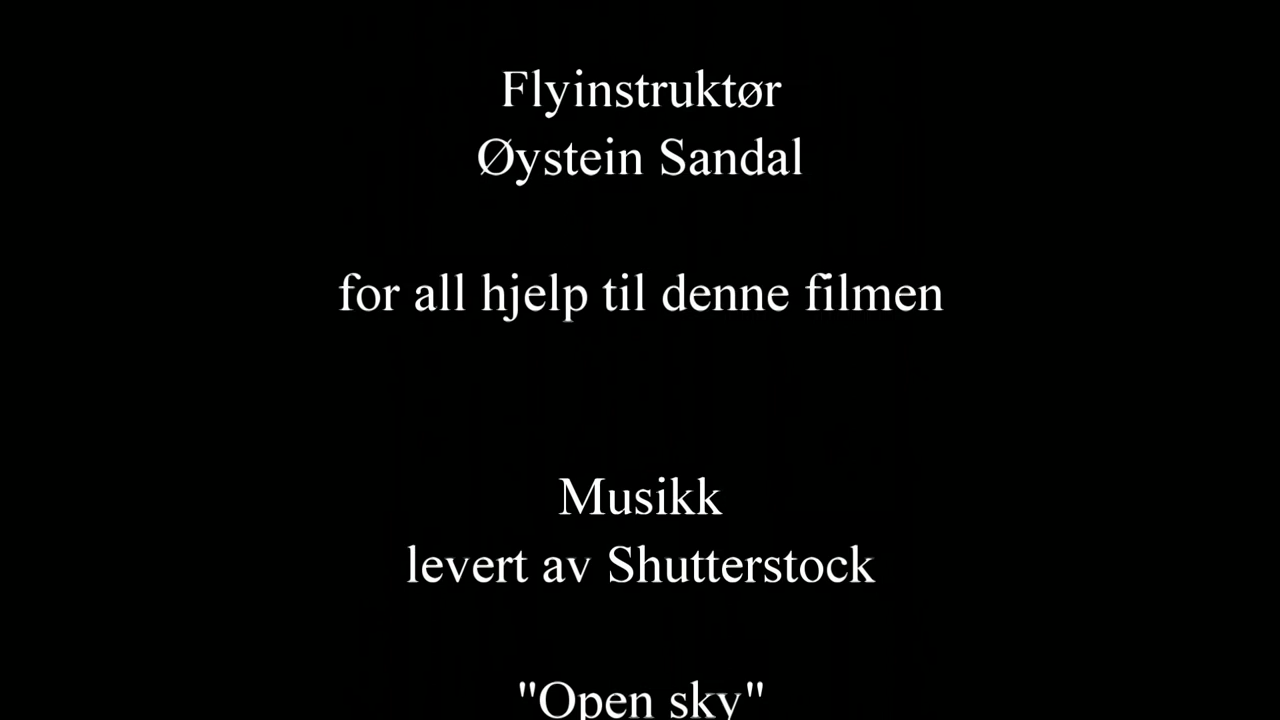 Flyinstruktør
Øystein Sandal
for all hjelp til denne filmen
Musikk
levert av Shutterstock
"Open sky"